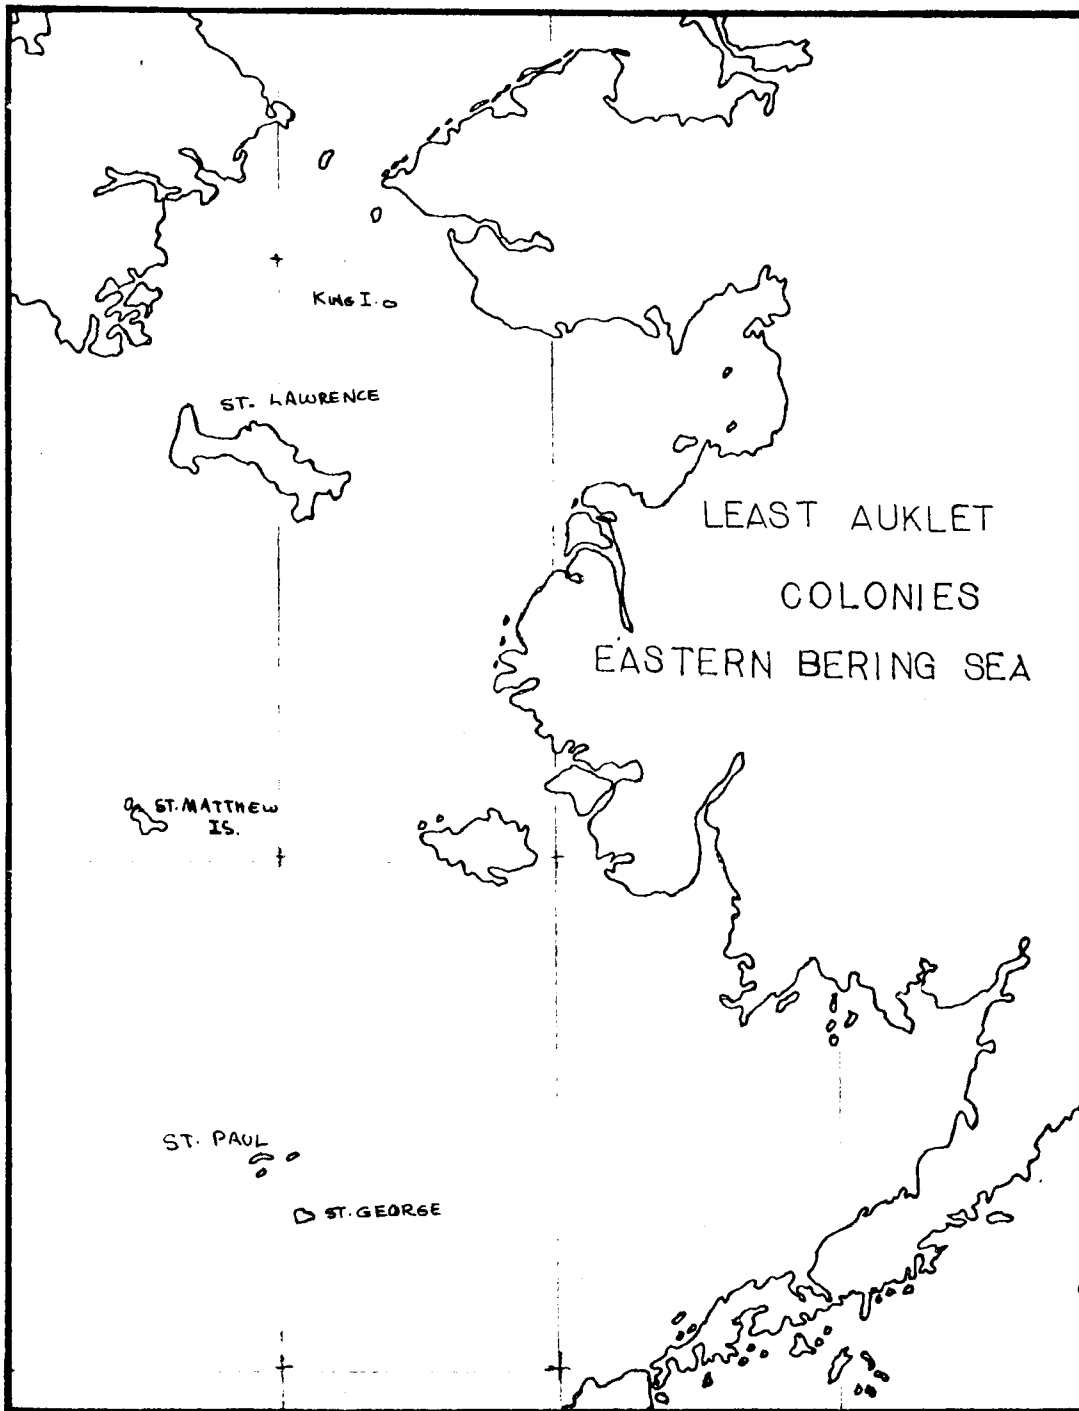 KING I.
ST. LAWRENCE
LEAST AUKLET
COLONIES
EASTERN BERING SEA
ST. MATTHEW
IS.
ST. PAUL
ST. GEORGE